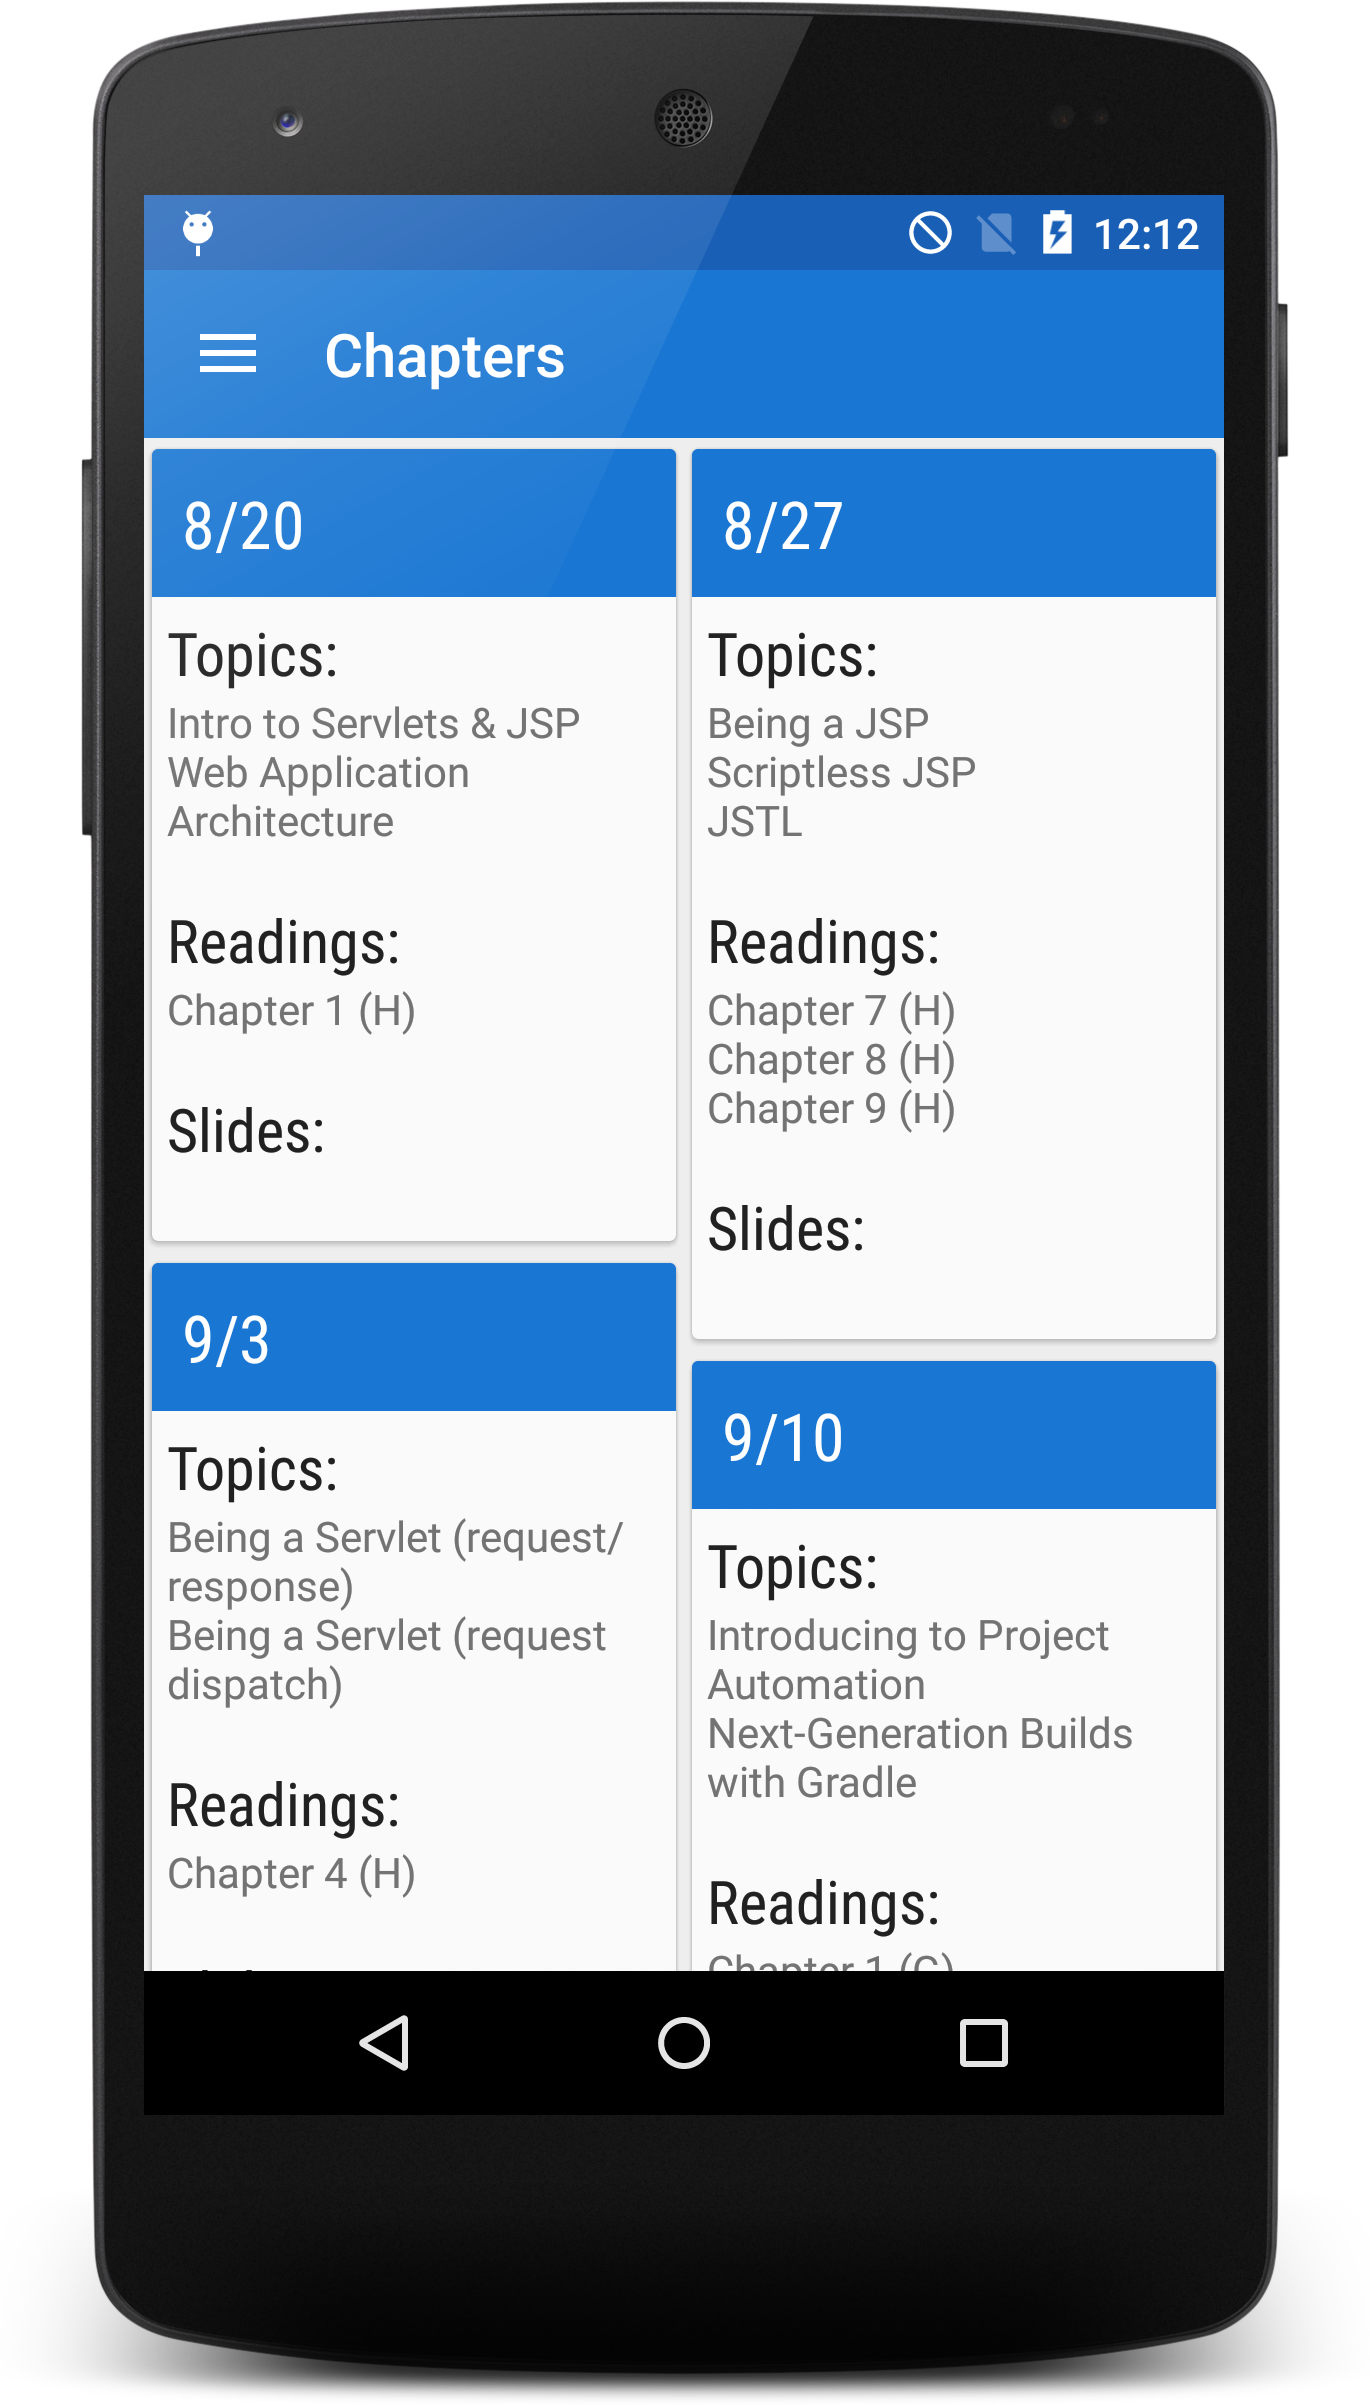 12:12
Chapters
8/20
Topics:
Intro to Servlets & JSP
Web Application
Architecture
Readings:
Chapter 1 (H)
Slides:
8/27
Topics:
Being a JSP
Scriptless JSP
JSTL
Readings:
Chapter 7 (H)
Chapter 8 (H)
Chapter 9 (H)
Slides:
9/3
Topics:
Being a Servlet (request/
response)
Being a Servlet (request
dispatch)
Readings:
Chapter 4 (H)
9/10
Topics:
Introducing to Project
Automation
Next-Generation Builds
with Gradle
Readings:
Chapter 1